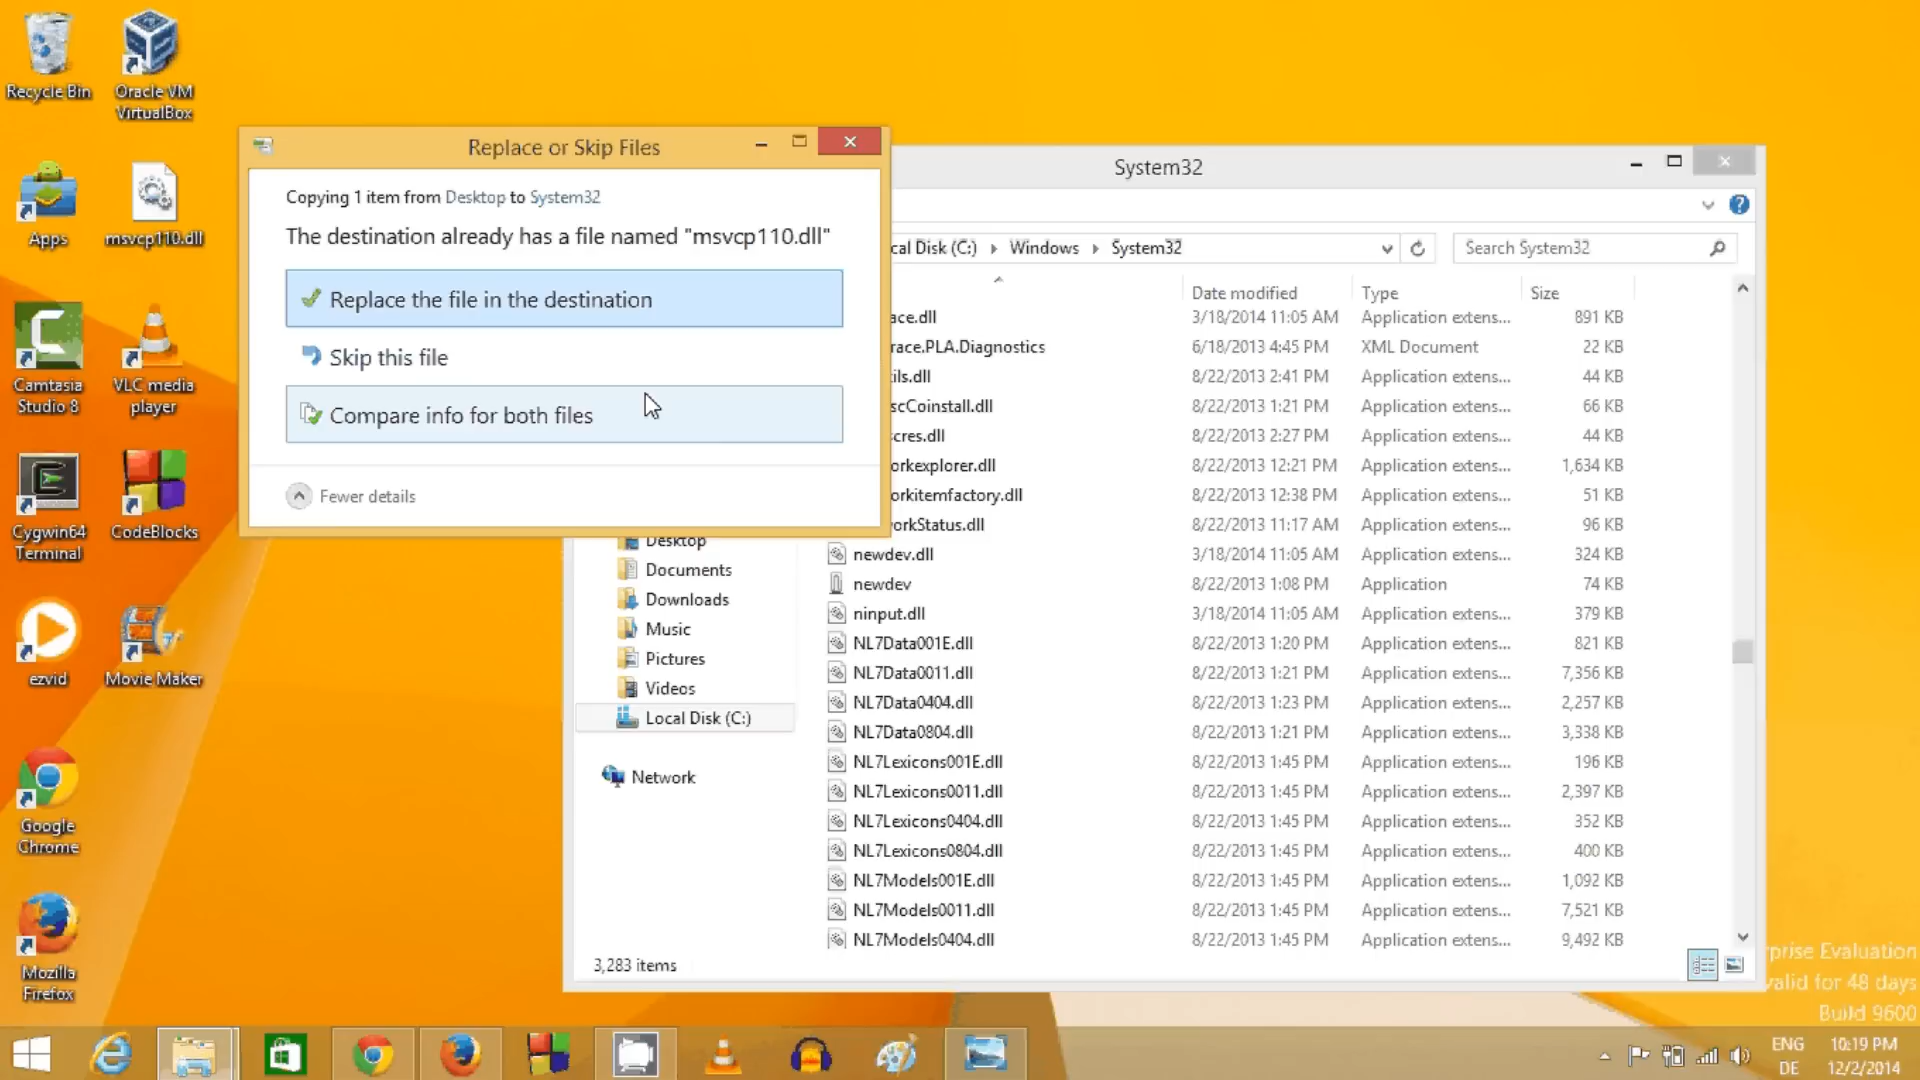 Recycle Bin
Oracle VM
VirtualBox
Apps
msvcp110.dll
Camtasia
Studio 8
VLC media
player
Cygwin64
Terminal
CodeBlocks
ezvid
Movie Maker
Google
Chrome
Mozilla
Firefox
Replace or Skip Files
Copying 1 item from Desktop to System32
The destination already has a file named "msvcp110.dll"
Replace the file in the destination
Skip this file
Compare info for both files
Fewer details
System32
cal Disk (C:) Windows System32
Search System32
Date modified Type Size
ace.dll 3/18/2014 11:05 AM Application extens... 891 KB
race.PLA.Diagnostics 6/18/2013 4:45 PM XML Document 22 KB
ils.dll 8/22/2013 2:41 PM Application extens... 44 KB
scCoinstall.dll 8/22/2013 1:21 PM Application extens... 66 KB
scres.dll 8/22/2013 2:27 PM Application extens... 44 KB
orkexplorer.dll 8/22/2013 12:21 PM Application extens... 1,634 KB
orkitemfactory.dll 8/22/2013 12:38 PM Application extens... 51 KB
orkStatus.dll 8/22/2013 11:17 AM Application extens... 96 KB
newdev.dll 3/18/2014 11:05 AM Application extens... 324 KB
newdev 8/22/2013 1:08 PM Application 74 KB
ninput.dll 3/18/2014 11:05 AM Application extens... 379 KB
NL7Data001E.dll 8/22/2013 1:20 PM Application extens... 821 KB
NL7Data0011.dll 8/22/2013 1:21 PM Application extens... 7,356 KB
NL7Data0404.dll 8/22/2013 1:23 PM Application extens... 2,257 KB
NL7Data0804.dll 8/22/2013 1:21 PM Application extens... 3,338 KB
NL7Lexicons001E.dll 8/22/2013 1:45 PM Application extens... 196 KB
NL7Lexicons0011.dll 8/22/2013 1:45 PM Application extens... 2,397 KB
NL7Lexicons0404.dll 8/22/2013 1:45 PM Application extens... 352 KB
NL7Lexicons0804.dll 8/22/2013 1:45 PM Application extens... 400 KB
NL7Models001E.dll 8/22/2013 1:45 PM Application extens... 1,092 KB
NL7Models0011.dll 8/22/2013 1:45 PM Application extens... 7,521 KB
NL7Models0404.dll 8/22/2013 1:45 PM Application extens... 9,492 KB
Desktop
Documents
Downloads
Music
Pictures
Videos
Local Disk (C:)
Network
3,283 items
prise Evaluation
valid for 48 days
Build 9600
ENG
DE
10:19 PM
12/2/2014